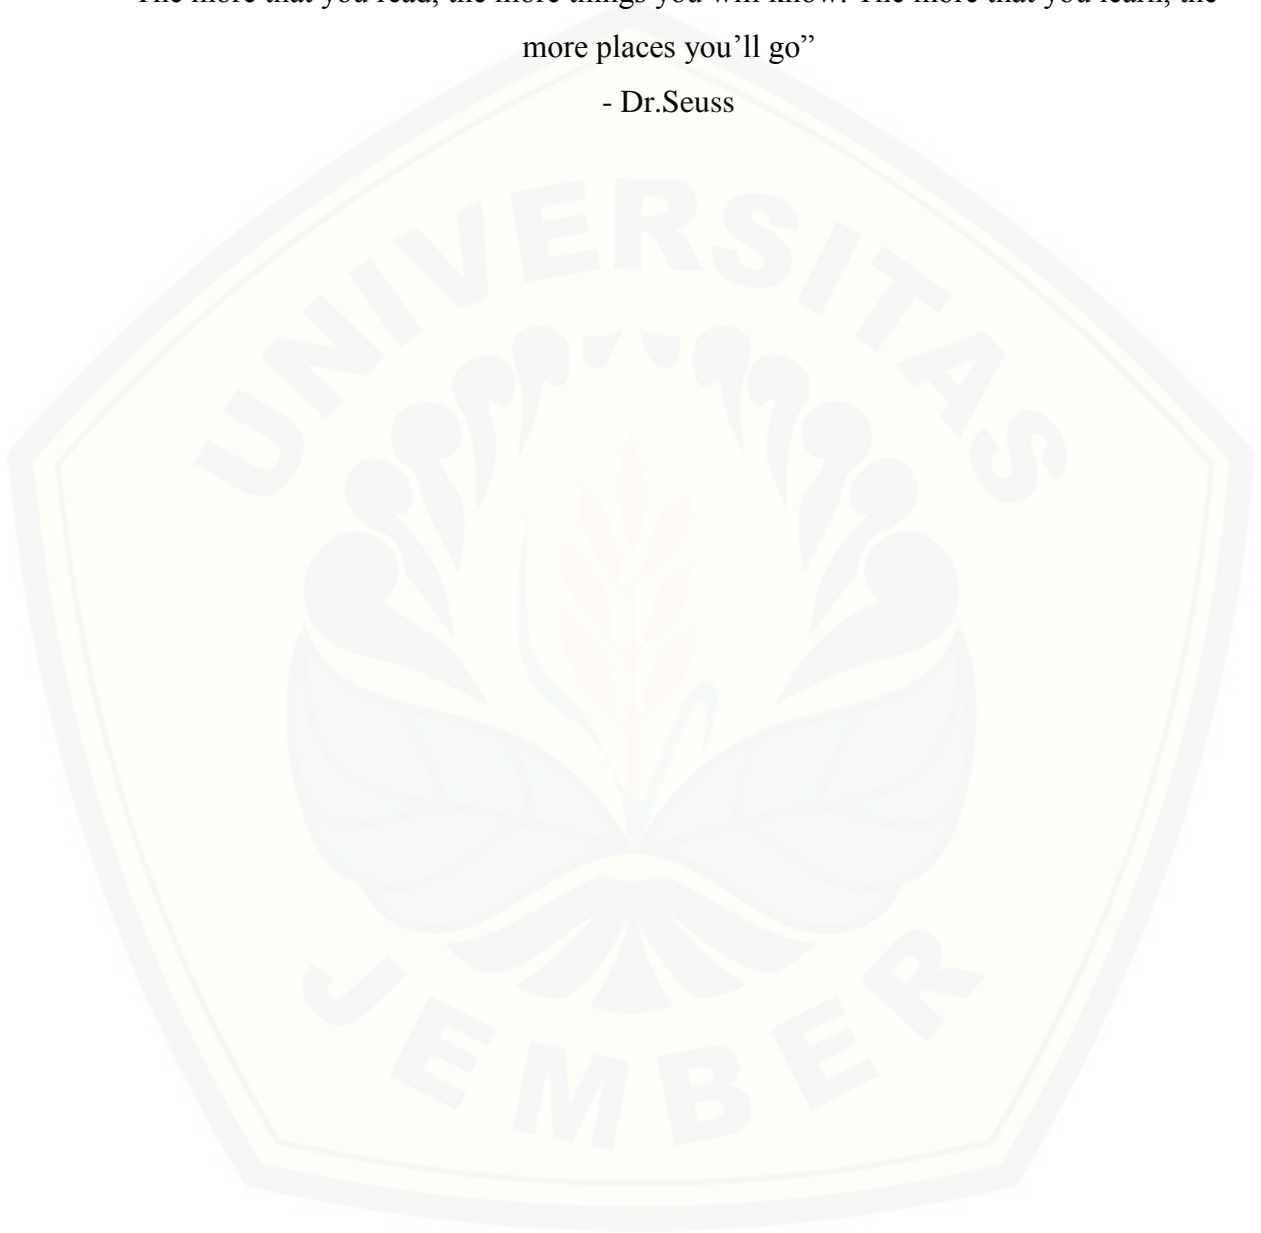 The more that you read, the more things you will know. The more that you learn, the
more places you’ll go”
- Dr.Seuss
UNIVERSITAS
JEMBER